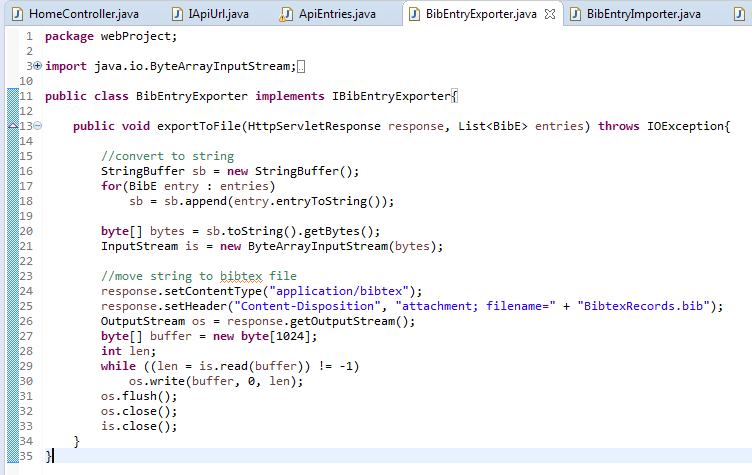 HomeController.java IApiUrl.java ApiEntries.java BibEntryExporter.java BibEntryImporter.java
1 package webProject;
2
3 import java.io.ByteArrayInputStream;
10
11 public class BibEntryExporter implements IBibEntryExporter{
12
13     public void exportToFile(HttpServletResponse response, List<BibE> entries) throws IOException{
14
15         //convert to string
16         StringBuffer sb = new StringBuffer();
17         for(BibE entry : entries)
18             sb = sb.append(entry.entryToString());
19
20         byte[] bytes = sb.toString().getBytes();
21         InputStream is = new ByteArrayInputStream(bytes);
22
23         //move string to bibtex file
24         response.setContentType("application/bibtex");
25         response.setHeader("Content-Disposition", "attachment; filename=" + "BibtexRecords.bib");
26         OutputStream os = response.getOutputStream();
27         byte[] buffer = new byte[1024];
28         int len;
29         while ((len = is.read(buffer)) != -1)
30             os.write(buffer, 0, len);
31         os.flush();
32         os.close();
33         is.close();
34     }
35 }